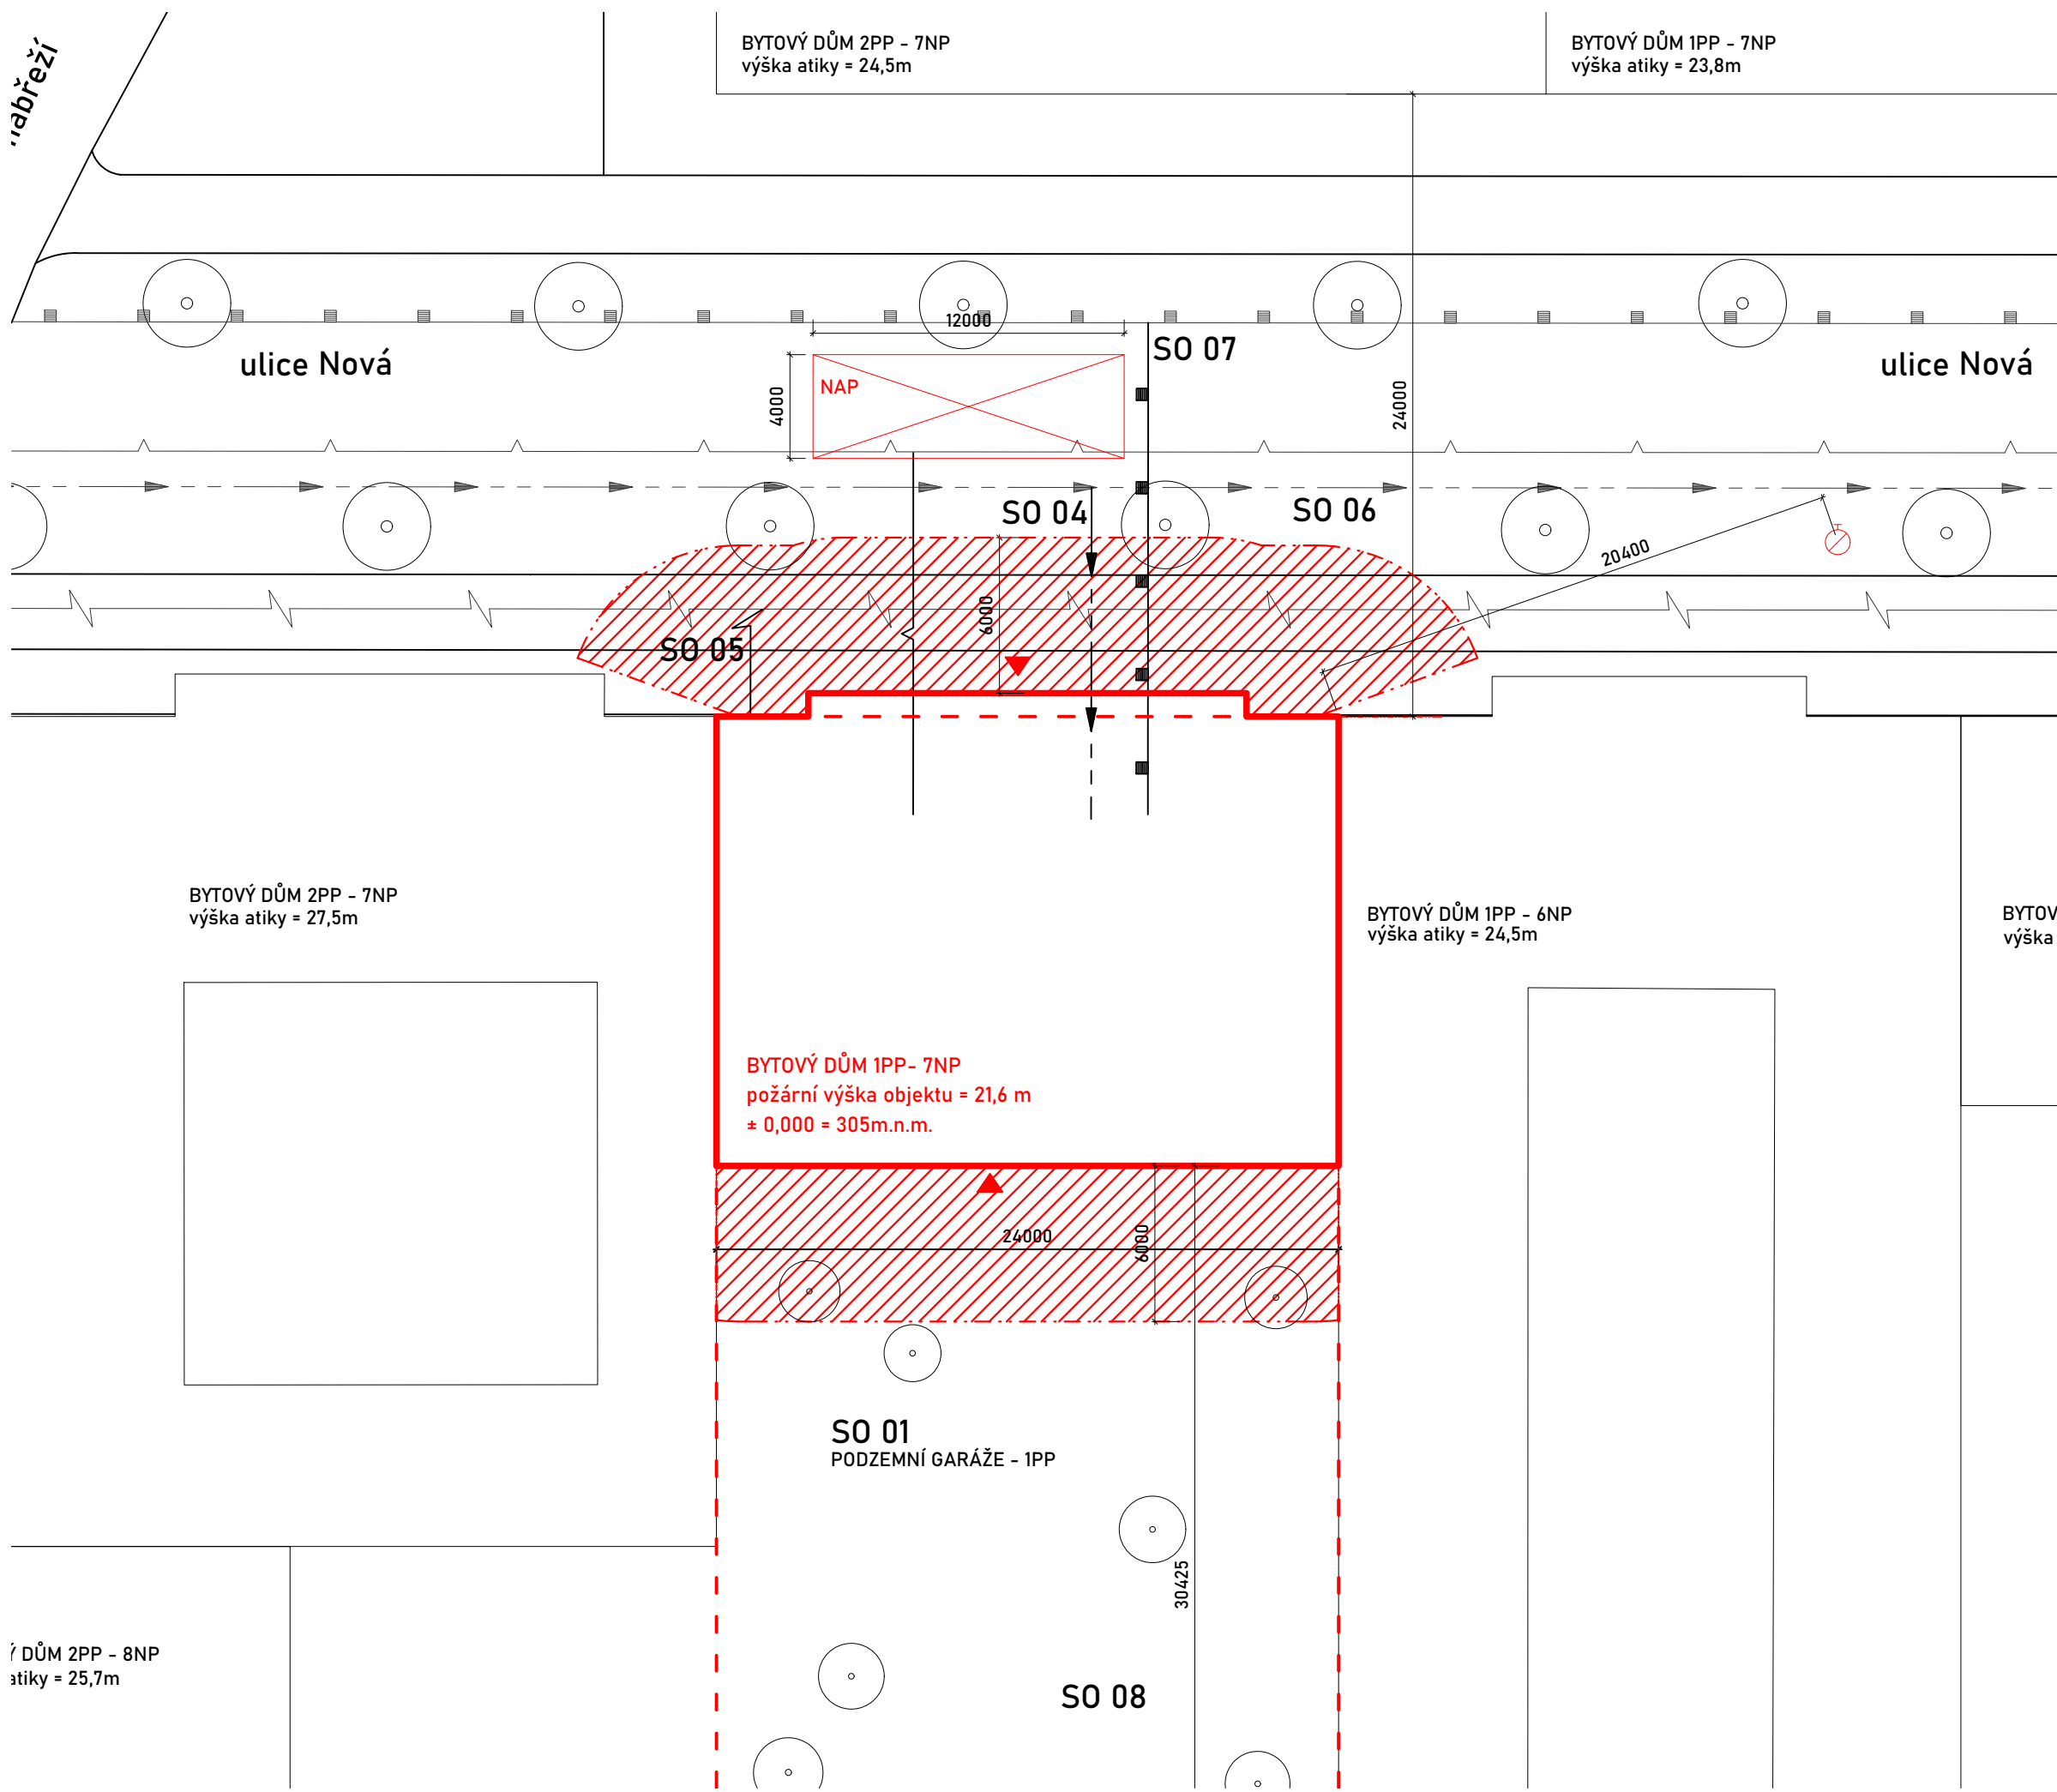 nábřeží
BYTOVÝ DŮM 2PP - 7NP
výška atiky = 24,5m
BYTOVÝ DŮM 1PP - 7NP
výška atiky = 23,8m
12000
ulice Nová
SO 07
ulice Nová
NAP
4000
24000
SO 04
SO 06
20400
6000
SO 05
BYTOVÝ DŮM 2PP - 7NP
výška atiky = 27,5m
BYTOVÝ DŮM 1PP - 6NP
výška atiky = 24,5m
BYTOV
výška
BYTOVÝ DŮM 1PP- 7NP
požární výška objektu = 21,6 m
± 0,000 = 305m.n.m.
24000
6000
SO 01
PODZEMNÍ GARÁŽE - 1PP
30425
Ý DŮM 2PP - 8NP
atiky = 25,7m
SO 08